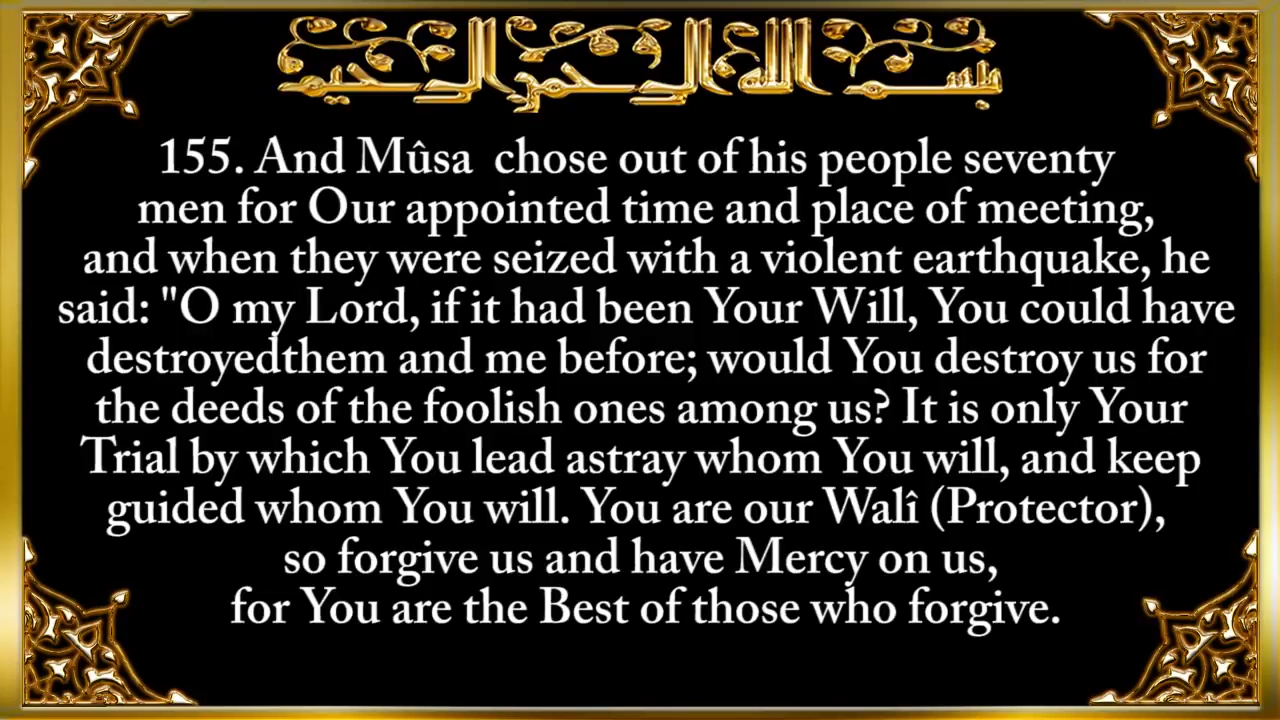 بسم الله الرحمن الرحيم
155. And Mûsa  chose out of his people seventy
men for Our appointed time and place of meeting,
and when they were seized with a violent earthquake, he
said: "O my Lord, if it had been Your Will, You could have
destroyedthem and me before; would You destroy us for
the deeds of the foolish ones among us? It is only Your
Trial by which You lead astray whom You will, and keep
guided whom You will. You are our Walî (Protector),
so forgive us and have Mercy on us,
for You are the Best of those who forgive.